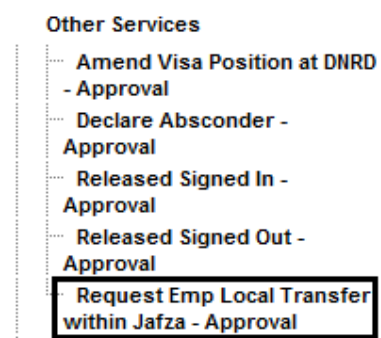 Other Services
Amend Visa Position at DNRD
- Approval
Declare Absconder -
Approval
Released Signed In -
Approval
Released Signed Out -
Approval
Request Emp Local Transfer
within Jafza - Approval